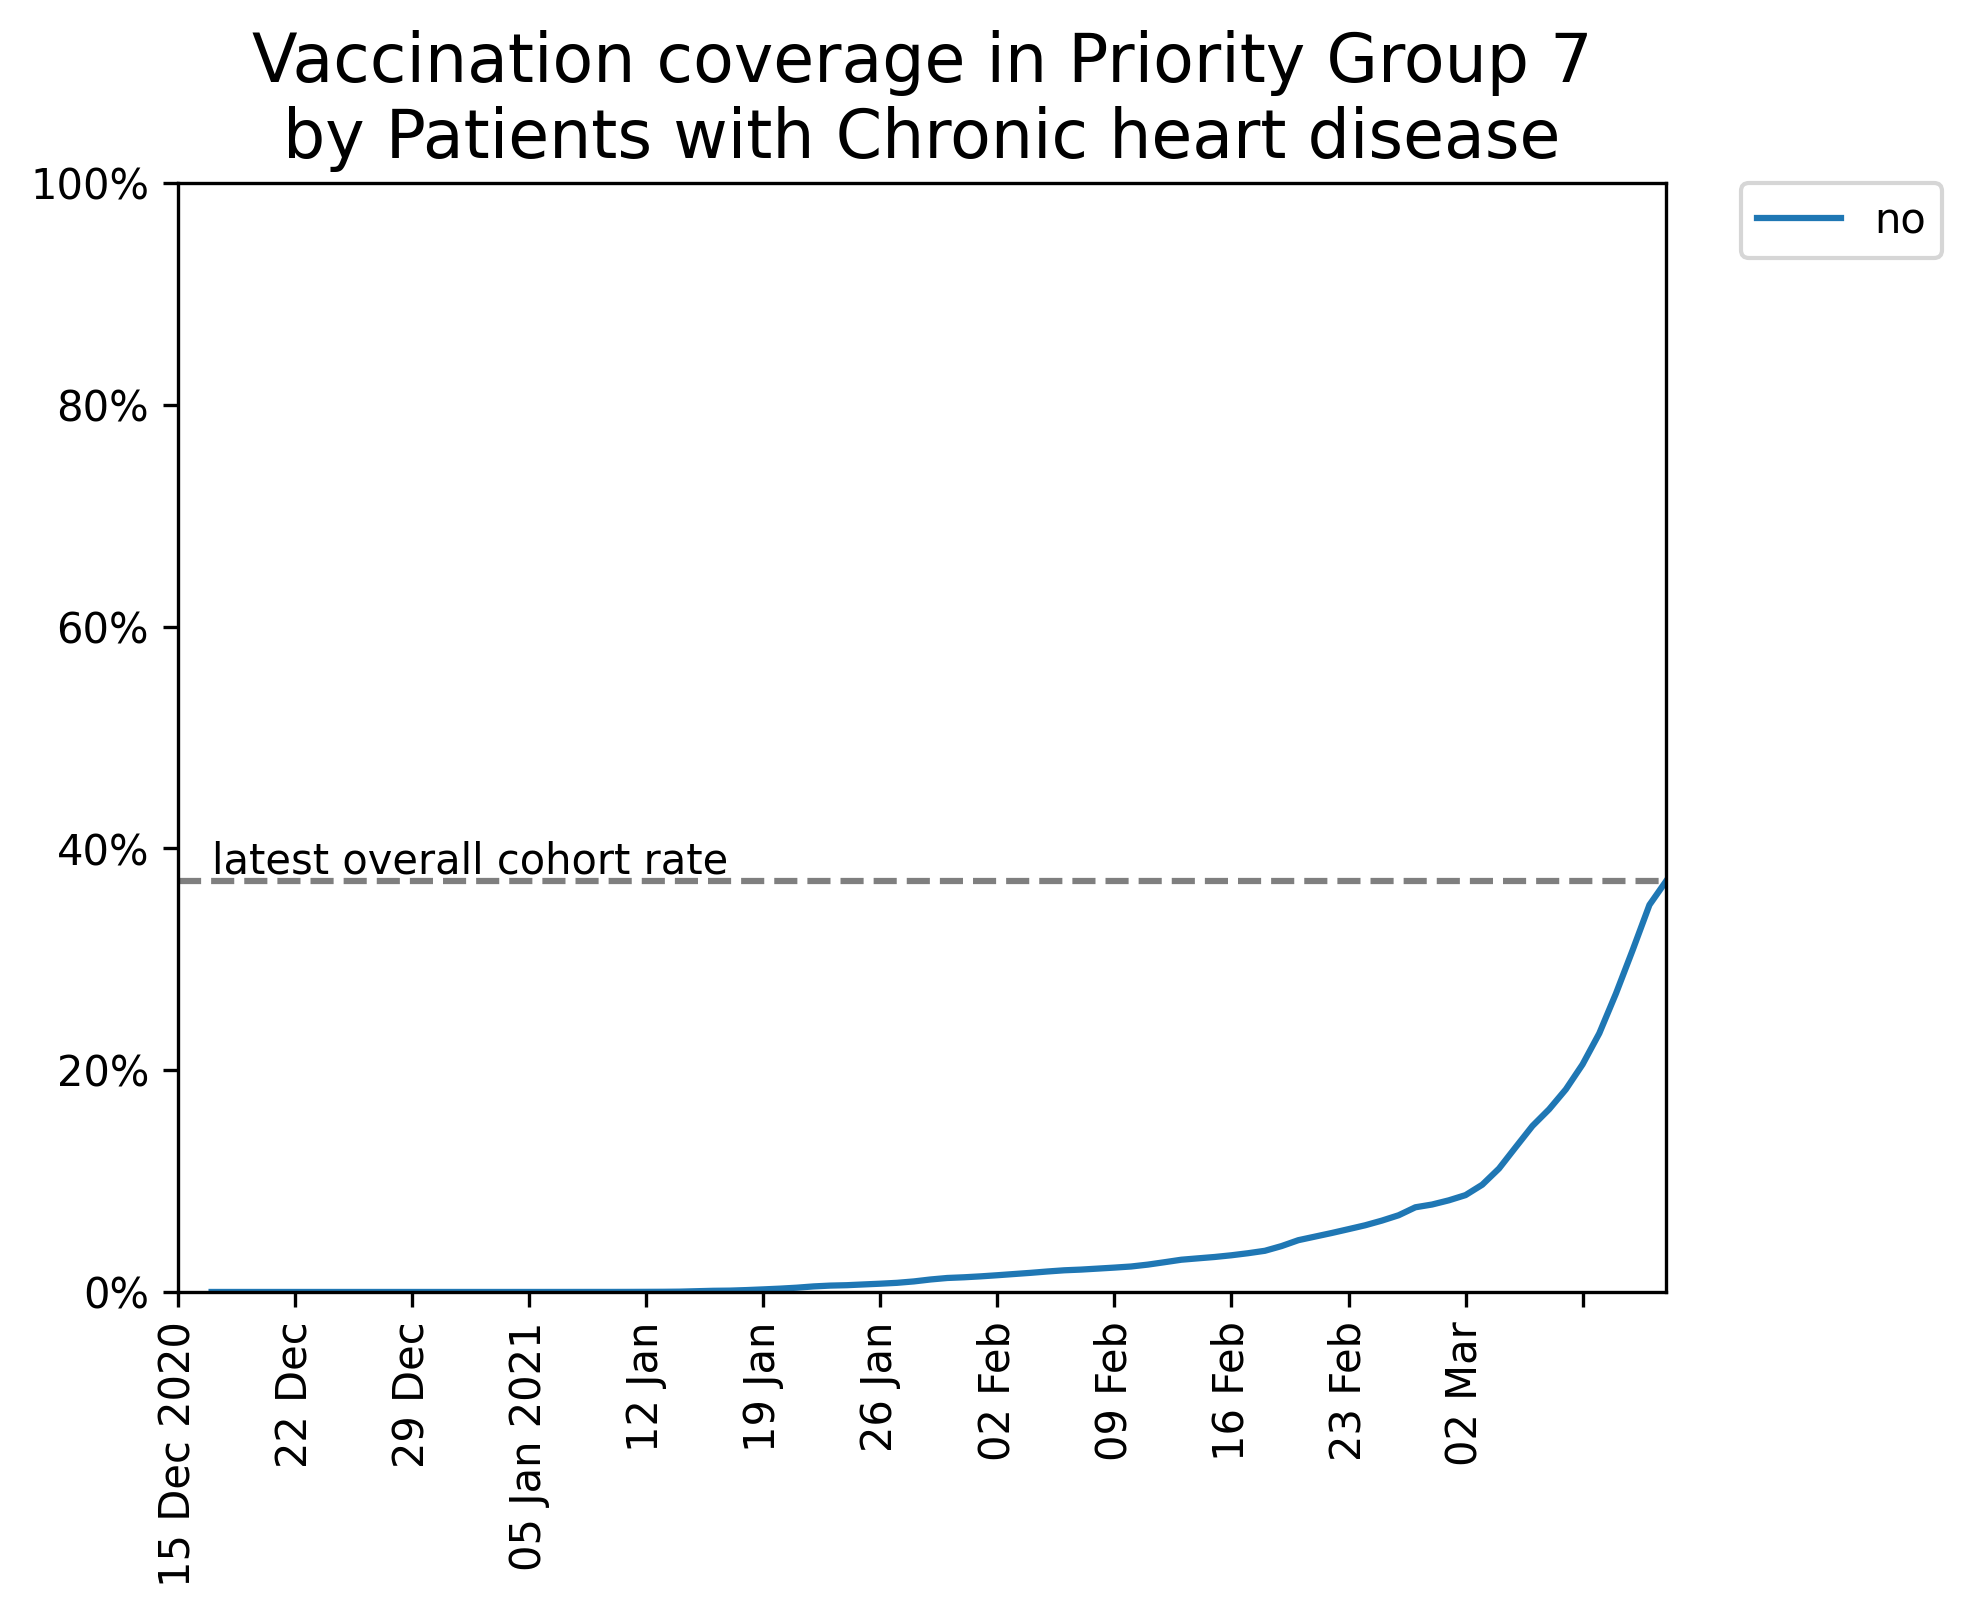 Vaccination coverage in Priority Group 7
by Patients with Chronic heart disease
100%
80%
60%
40%
20%
0%
latest overall cohort rate
no
15 Dec 2020
22 Dec
29 Dec
05 Jan 2021
12 Jan
19 Jan
26 Jan
02 Feb
09 Feb
16 Feb
23 Feb
02 Mar